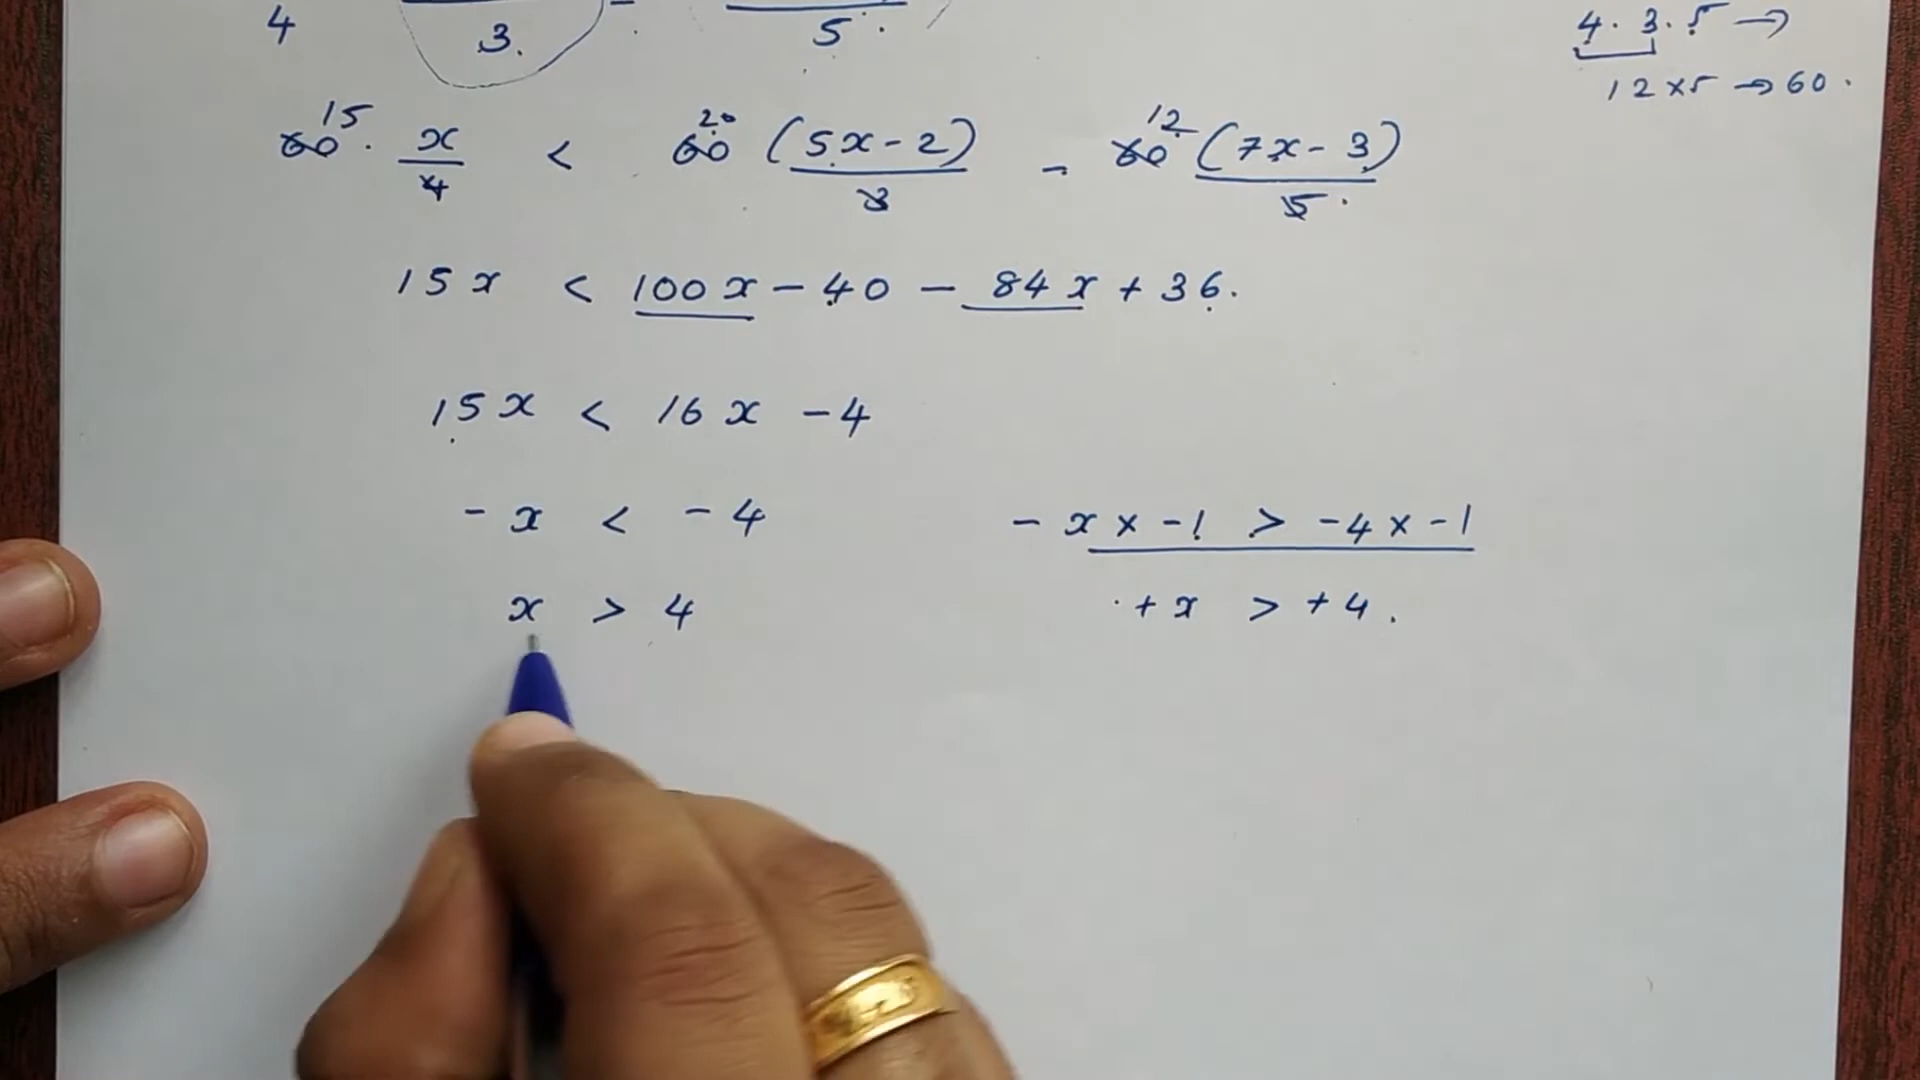 4 3. - 5.
4. 3. 5 →
12 × 5 → 60.
15 20 12
60. x/4 < 60 (5x - 2)/3 - 60 (7x - 3)/5.
15x < 100x - 40 - 84x + 36.
15x < 16x - 4
- x < - 4
- x × -1 > -4 × -1
x > 4
+ x > + 4.